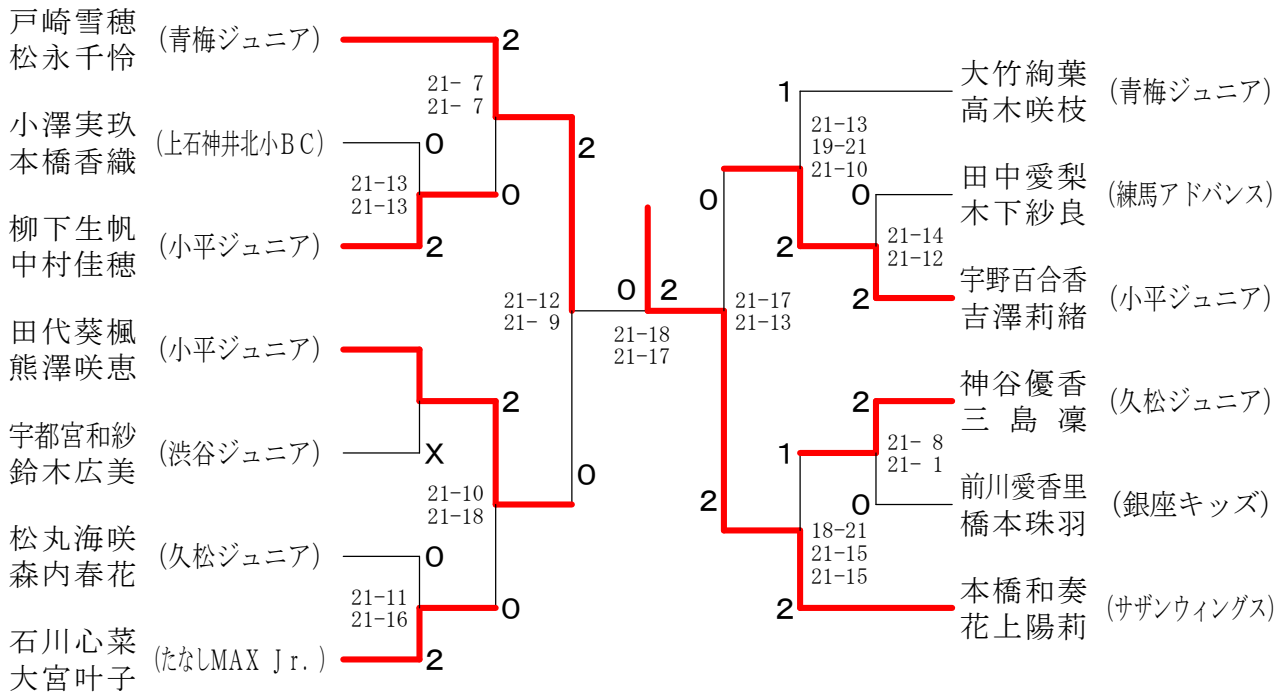 戸崎雪穂
松永千怜
(青梅ジュニア)
2
21- 7
21- 7
小澤実玖
本橋香織
(上石神井北小BC)
0
21-13
21-13
0
柳下生帆
中村佳穂
(小平ジュニア)
2
2
21-12
21- 9
田代葵楓
熊澤咲恵
(小平ジュニア)
2
宇都宮和紗
鈴木広美
(渋谷ジュニア)
X
21-10
21-18
0
松丸海咲
森内春花
(久松ジュニア)
0
21-11
21-16
0
石川心菜
大宮叶子
(たなしMAX Jr.)
2
0 2
21-18
21-17
1
大竹絢葉
高木咲枝
(青梅ジュニア)
21-13
19-21
21-10
0
0
田中愛梨
木下紗良
(練馬アドバンス)
21-14
21-12
2
2
宇野百合香
吉澤莉緒
(小平ジュニア)
21-17
21-13
2
神谷優香
三島凜
(久松ジュニア)
1
21- 8
21- 1
2
0
前川愛香里
橋本珠羽
(銀座キッズ)
18-21
21-15
21-15
2
本橋和奏
花上陽莉
(サザンウィングス)